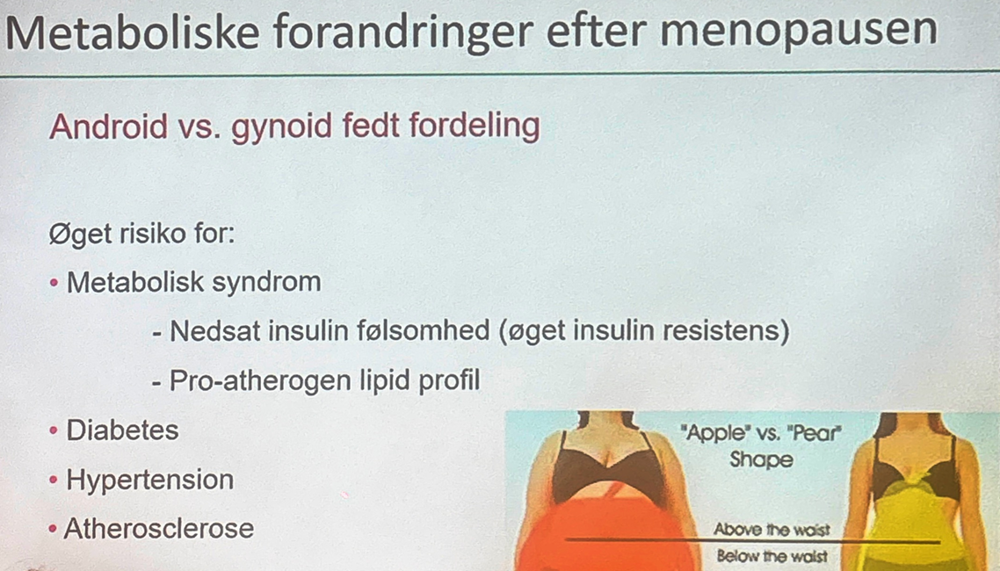 Metaboliske forandringer efter menopausen
Android vs. gynoid fedt fordeling
Øget risiko for:
• Metabolisk syndrom
- Nedsat insulin følsomhed (øget insulin resistens)
- Pro-atherogen lipid profil
• Diabetes
• Hypertension
• Atherosclerose
"Apple" vs. "Pear"
Shape
Above the waist
Below the waist